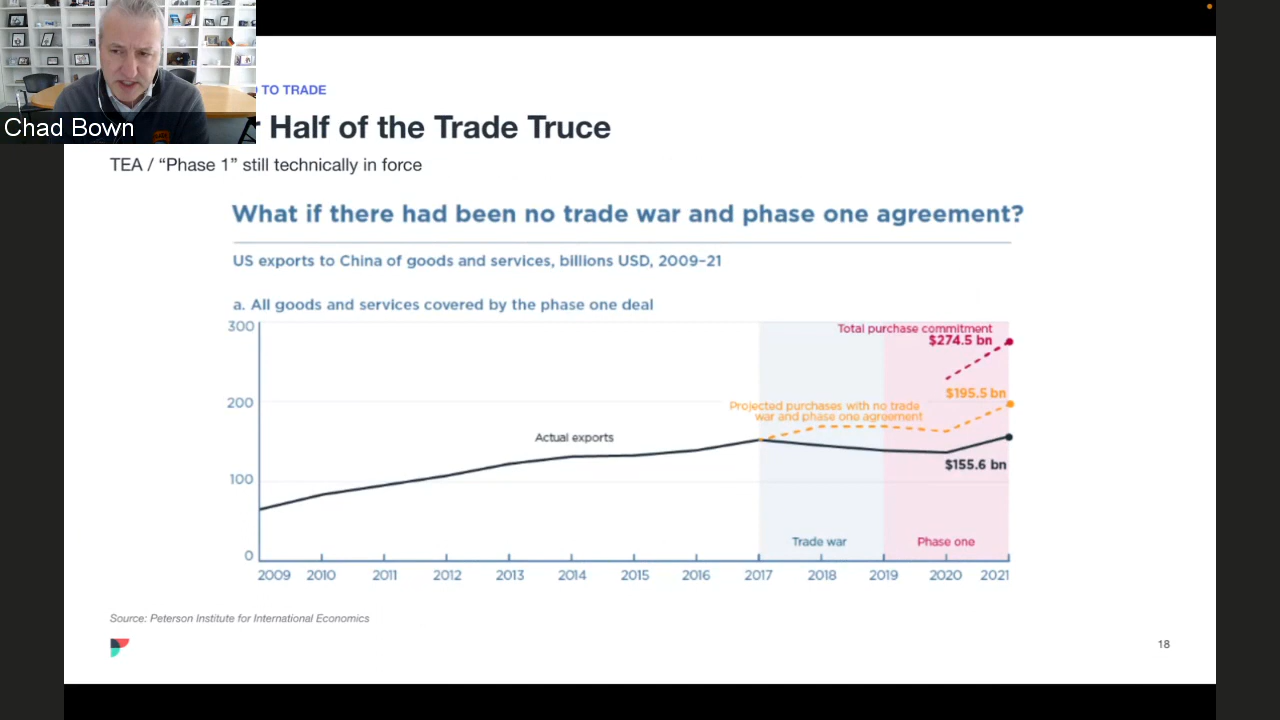 TO TRADE
Half of the Trade Truce
Chad Bown
TEA / “Phase 1” still technically in force
What if there had been no trade war and phase one agreement?
US exports to China of goods and services, billions USD, 2009–21
a. All goods and services covered by the phase one deal
300
Total purchase commitment
$274.5 bn
$195.5 bn
200
Projected purchases with no trade
war and phase one agreement
Actual exports
$155.6 bn
100
Trade war
Phase one
0
2009 2010 2011 2012 2013 2014 2015 2016 2017 2018 2019 2020 2021
Source: Peterson Institute for International Economics
18